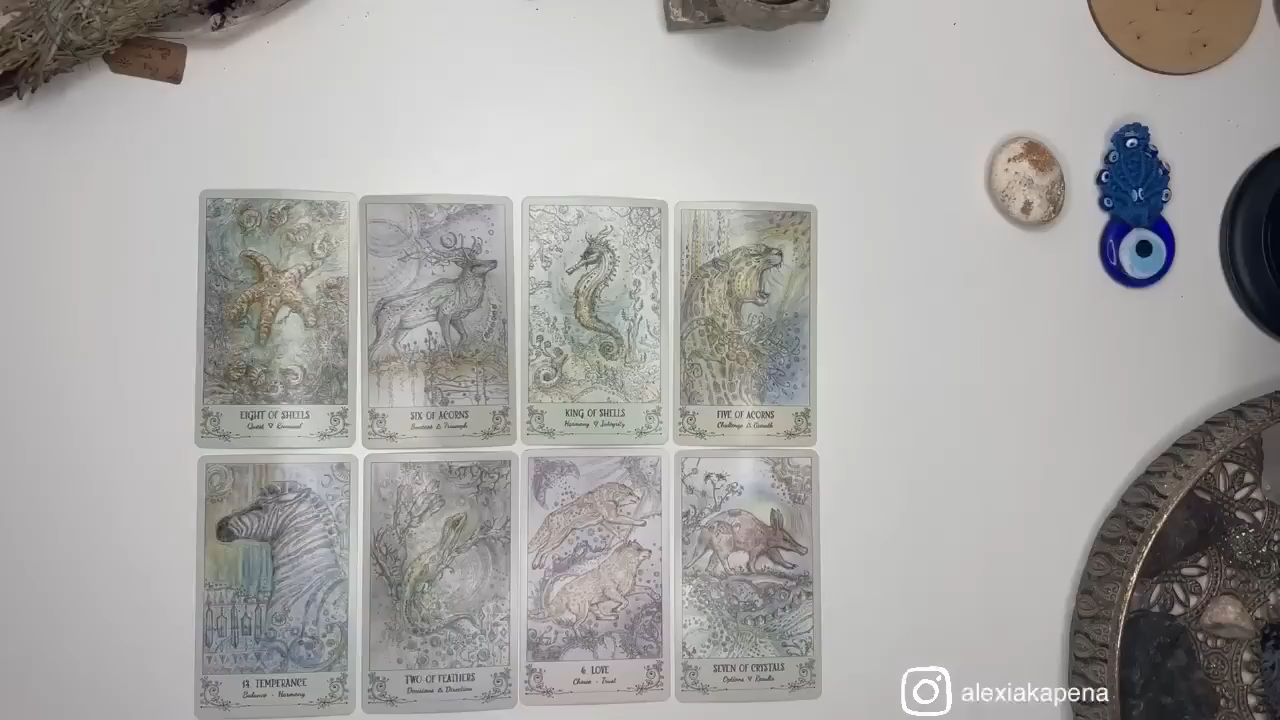 EIGHT OF SHELLS
Quest ♡ Renewal
SIX OF ACORNS
Success & Triumph
KING OF SHELLS
Harmony ♡ Integrity
FIVE OF ACORNS
Challenge & Growth
14 TEMPERANCE
Balance • Harmony
TWO OF FEATHERS
Decisions & Direction
6 LOVE
Choice • Trust
SEVEN OF CRYSTALS
Options ♡ Results
alexiakapena